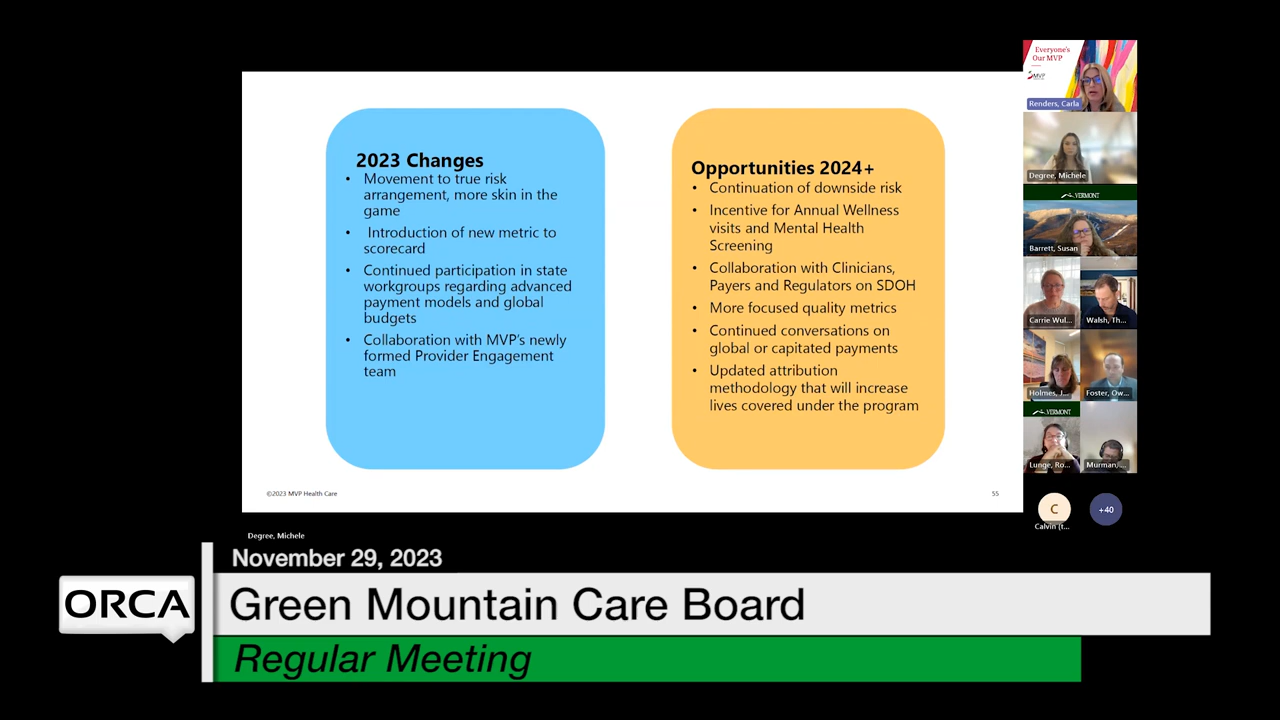 2023 Changes
• Movement to true risk
arrangement, more skin in the
game
• Introduction of new metric to
scorecard
• Continued participation in state
workgroups regarding advanced
payment models and global
budgets
• Collaboration with MVP's newly
formed Provider Engagement
team
Opportunities 2024+
• Continuation of downside risk
• Incentive for Annual Wellness
visits and Mental Health
Screening
• Collaboration with Clinicians,
Payers and Regulators on SDOH
• More focused quality metrics
• Continued conversations on
global or capitated payments
• Updated attribution
methodology that will increase
lives covered under the program
©2023 MVP Health Care
55
Everyone's
Our MVP
MVP
Renders, Carla
Degree, Michele
VERMONT
Barrett, Susan
Carrie Wul...
Walsh, Th...
Holmes, J...
Foster, Ow...
VERMONT
Lunge, Ro...
Murman, ...
C
+40
Calvin (t...
Degree, Michele
November 29, 2023
ORCA
Green Mountain Care Board
Regular Meeting